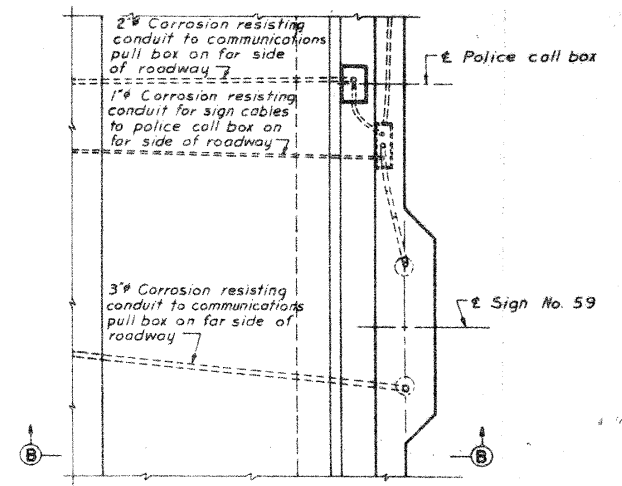 2"ϕ Corrosion resisting
conduit to communications
pull box on far side
of roadway
℄ Police call box
1"ϕ Corrosion resisting
conduit for sign cables
to police call box on
far side of roadway
3"ϕ Corrosion resisting
conduit to communications
pull box on far side of
roadway
℄ Sign No. 59
B
B